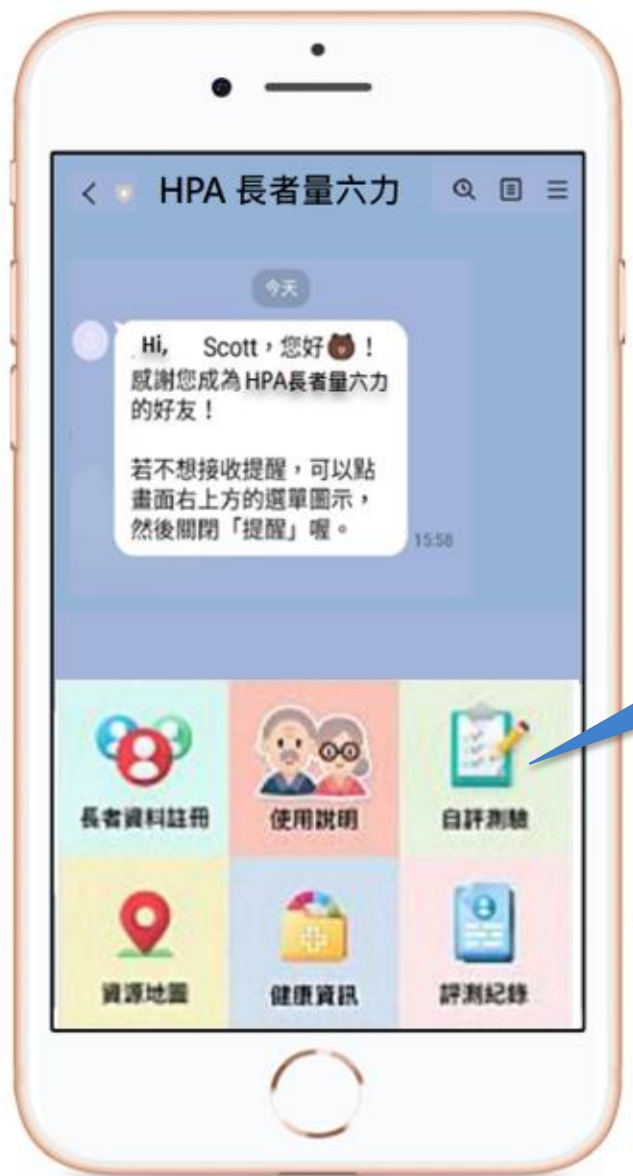 HPA 長者量六力
今天
Hi, Scott,您好!
感謝您成為HPA長者量六力
的好友!
若不想接收提醒,可以點
畫面右上方的選單圖示,
然後關閉「提醒」喔。
15:58
長者資料註冊
使用說明
自評測驗
資源地圖
健康資訊
評測紀錄